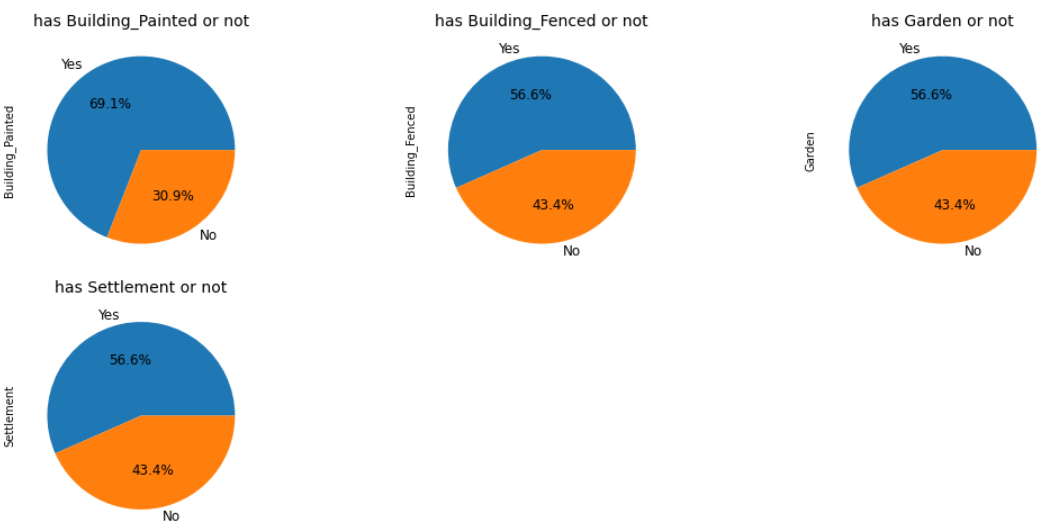 has Building_Painted or not
Building_Painted
Yes
69.1%
30.9%
No
has Building_Fenced or not
Building_Fenced
Yes
56.6%
43.4%
No
has Garden or not
Garden
Yes
56.6%
43.4%
No
has Settlement or not
Settlement
Yes
56.6%
43.4%
No